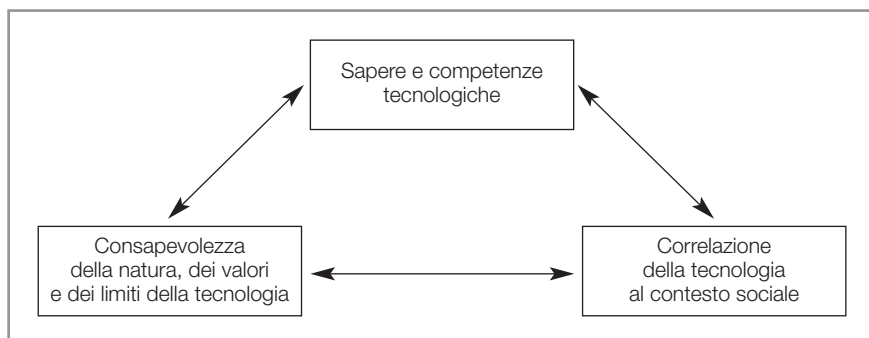 Sapere e competenze
tecnologiche
Consapevolezza
della natura, dei valori
e dei limiti della tecnologia
Correlazione
della tecnologia
al contesto sociale